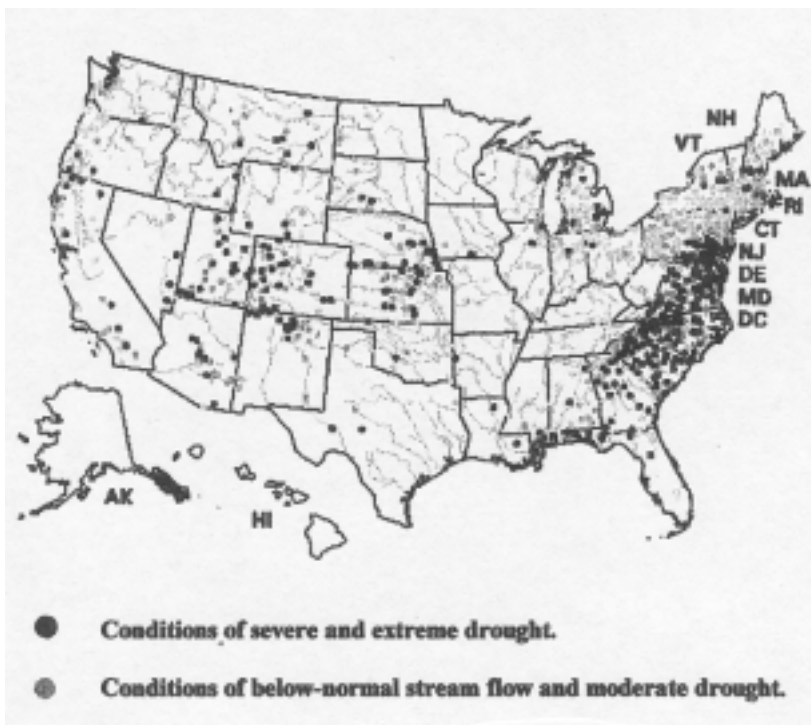 NH
VT
MA
RI
CT
NJ
DE
MD
DC
AK
HI
Conditions of severe and extreme drought.
Conditions of below-normal stream flow and moderate drought.